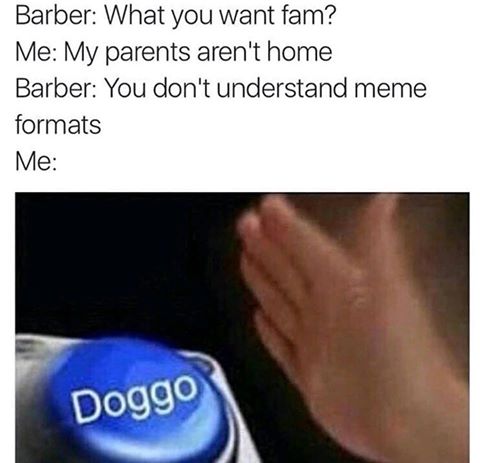 Barber: What you want fam?
Me: My parents aren't home
Barber: You don't understand meme
formats
Me:
Doggo